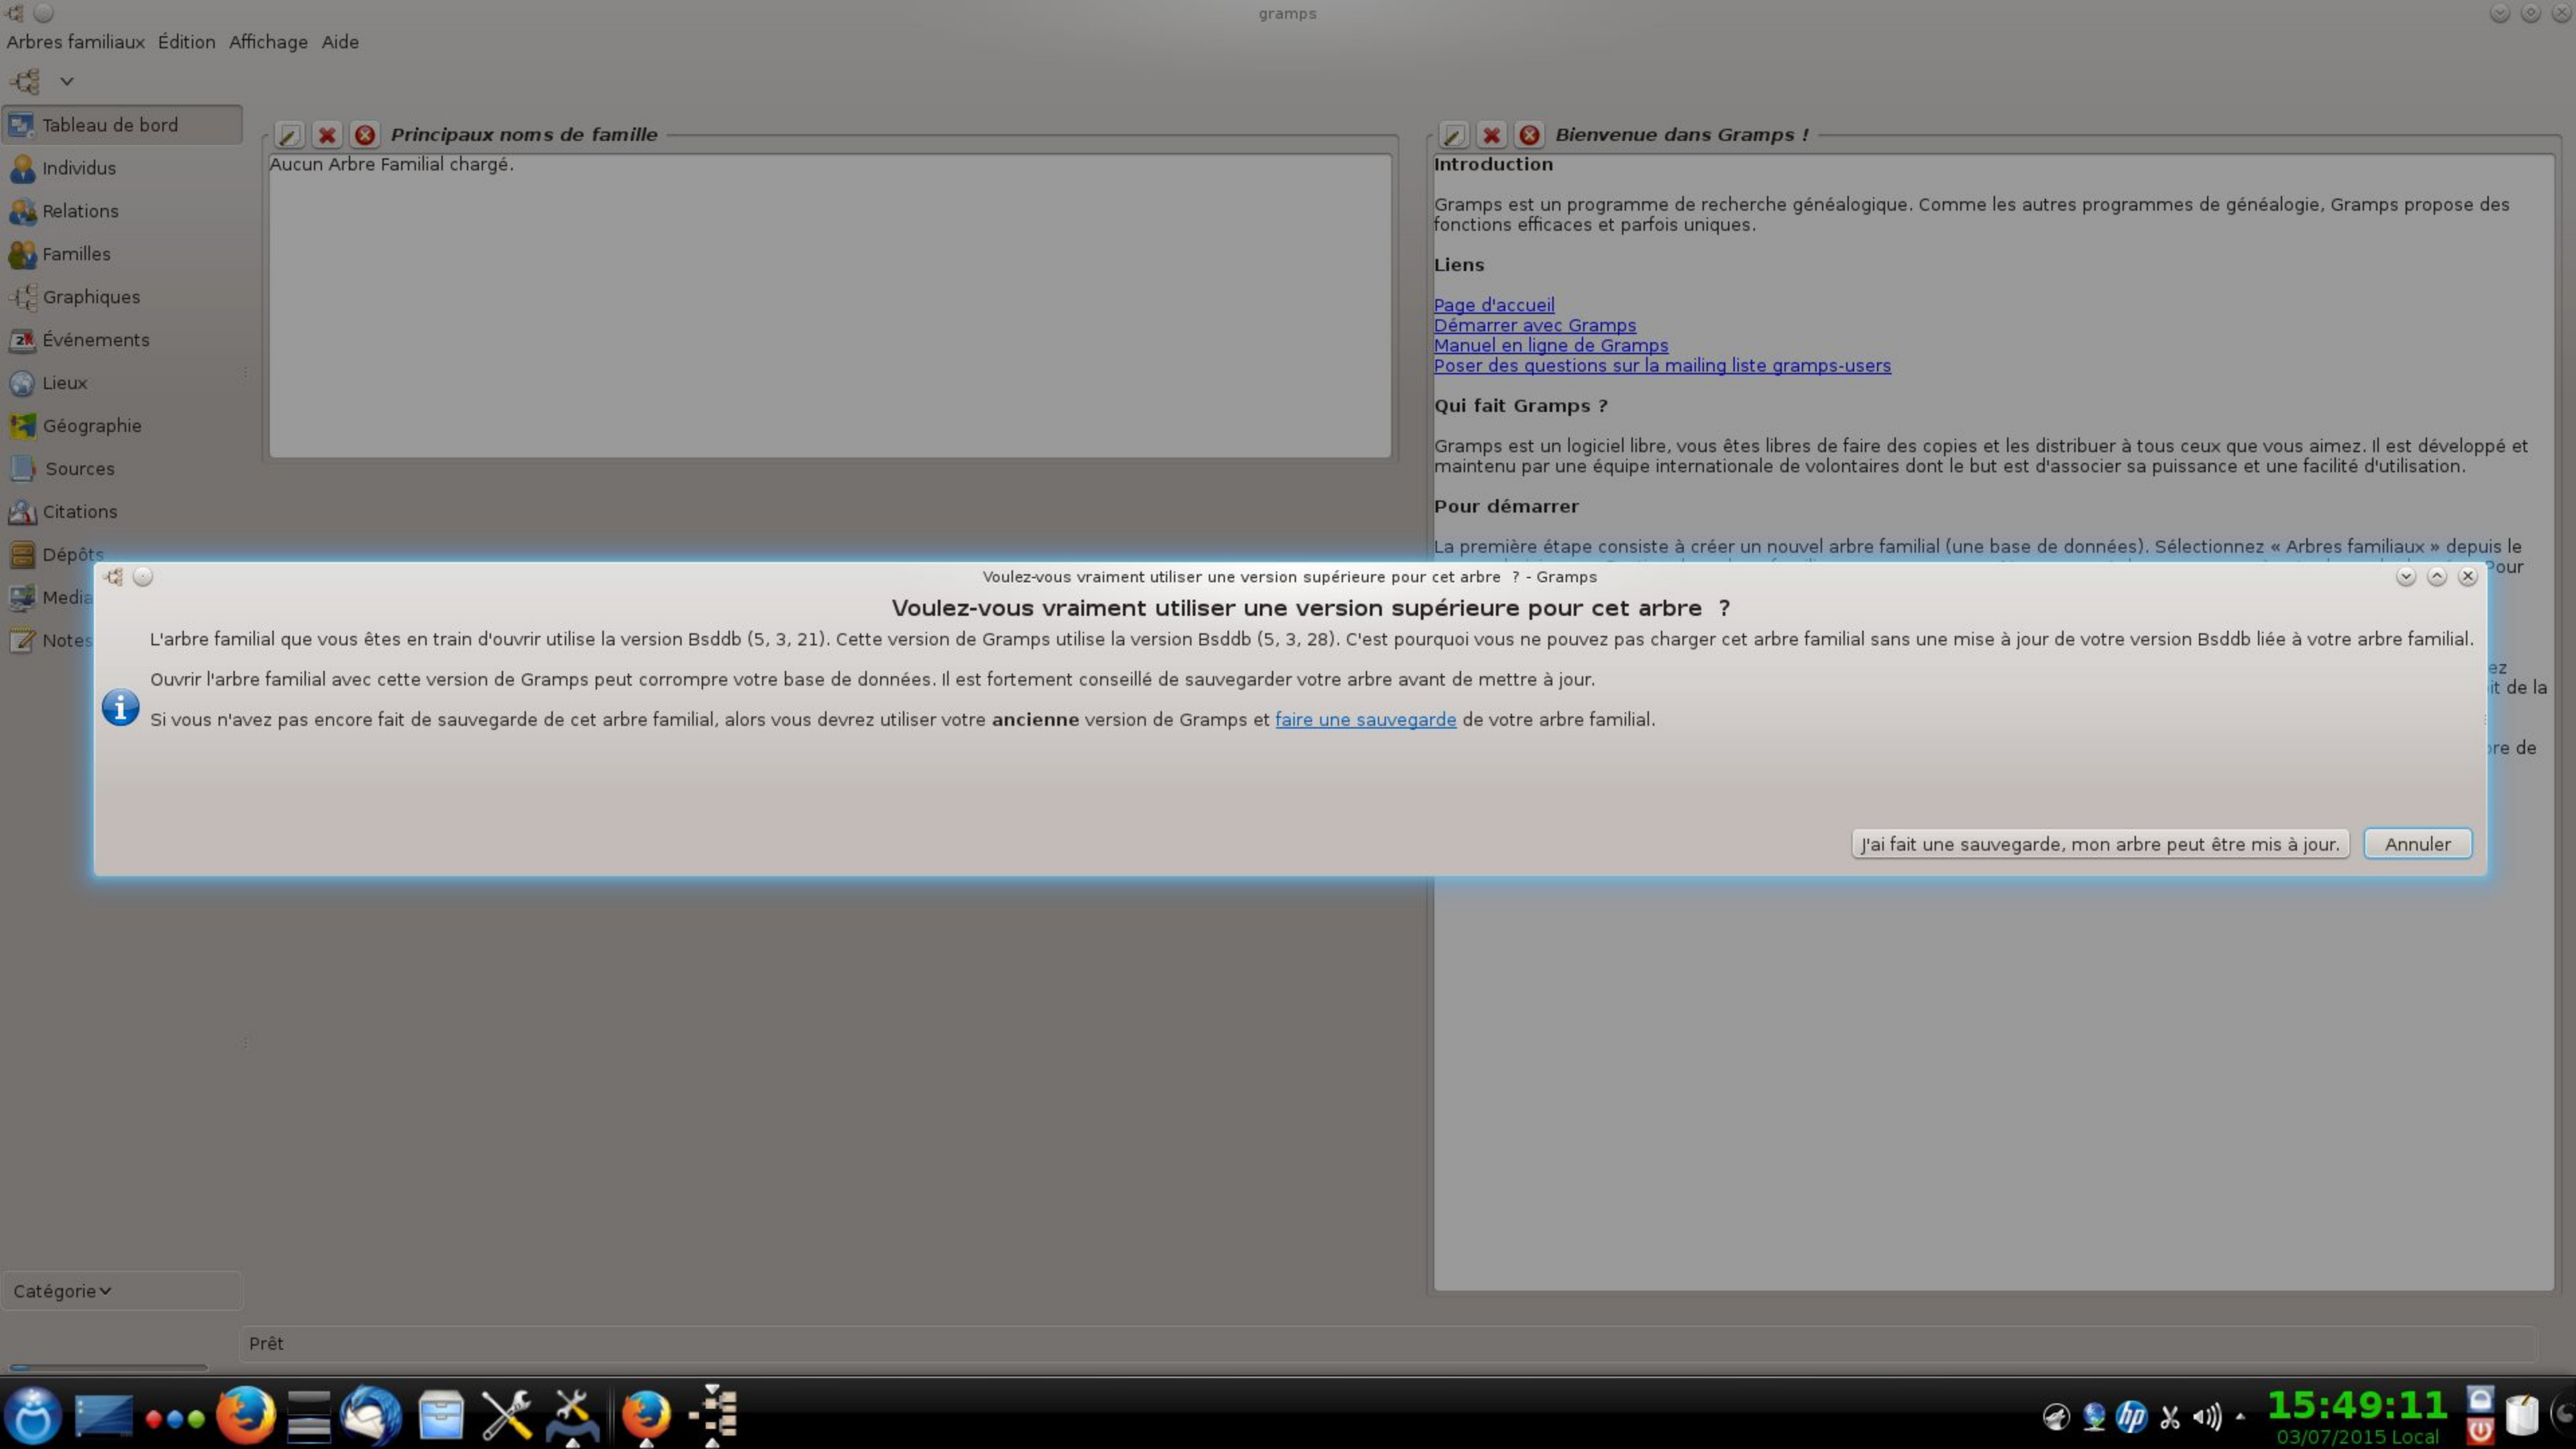 gramps
Arbres familiaux Édition Affichage Aide
Tableau de bord
Individus
Relations
Familles
Graphiques
Événements
Lieux
Géographie
Sources
Citations
Dépôts
Media
Notes
Principaux noms de famille
Aucun Arbre Familial chargé.
Bienvenue dans Gramps !
Introduction
Gramps est un programme de recherche généalogique. Comme les autres programmes de généalogie, Gramps propose des
fonctions efficaces et parfois uniques.
Liens
Page d'accueil
Démarrer avec Gramps
Manuel en ligne de Gramps
Poser des questions sur la mailing liste gramps-users
Qui fait Gramps ?
Gramps est un logiciel libre, vous êtes libres de faire des copies et les distribuer à tous ceux que vous aimez. Il est développé et
maintenu par une équipe internationale de volontaires dont le but est d'associer sa puissance et une facilité d'utilisation.
Pour démarrer
La première étape consiste à créer un nouvel arbre familial (une base de données). Sélectionnez « Arbres familiaux » depuis le
Pour
ez
it de la
re de
Voulez-vous vraiment utiliser une version supérieure pour cet arbre ? - Gramps
Voulez-vous vraiment utiliser une version supérieure pour cet arbre ?
L'arbre familial que vous êtes en train d'ouvrir utilise la version Bsddb (5, 3, 21). Cette version de Gramps utilise la version Bsddb (5, 3, 28). C'est pourquoi vous ne pouvez pas charger cet arbre familial sans une mise à jour de votre version Bsddb liée à votre arbre familial.
Ouvrir l'arbre familial avec cette version de Gramps peut corrompre votre base de données. Il est fortement conseillé de sauvegarder votre arbre avant de mettre à jour.
Si vous n'avez pas encore fait de sauvegarde de cet arbre familial, alors vous devrez utiliser votre ancienne version de Gramps et faire une sauvegarde de votre arbre familial.
J'ai fait une sauvegarde, mon arbre peut être mis à jour. Annuler
Catégorie
Prêt
hp
15:49:11
03/07/2015 Local